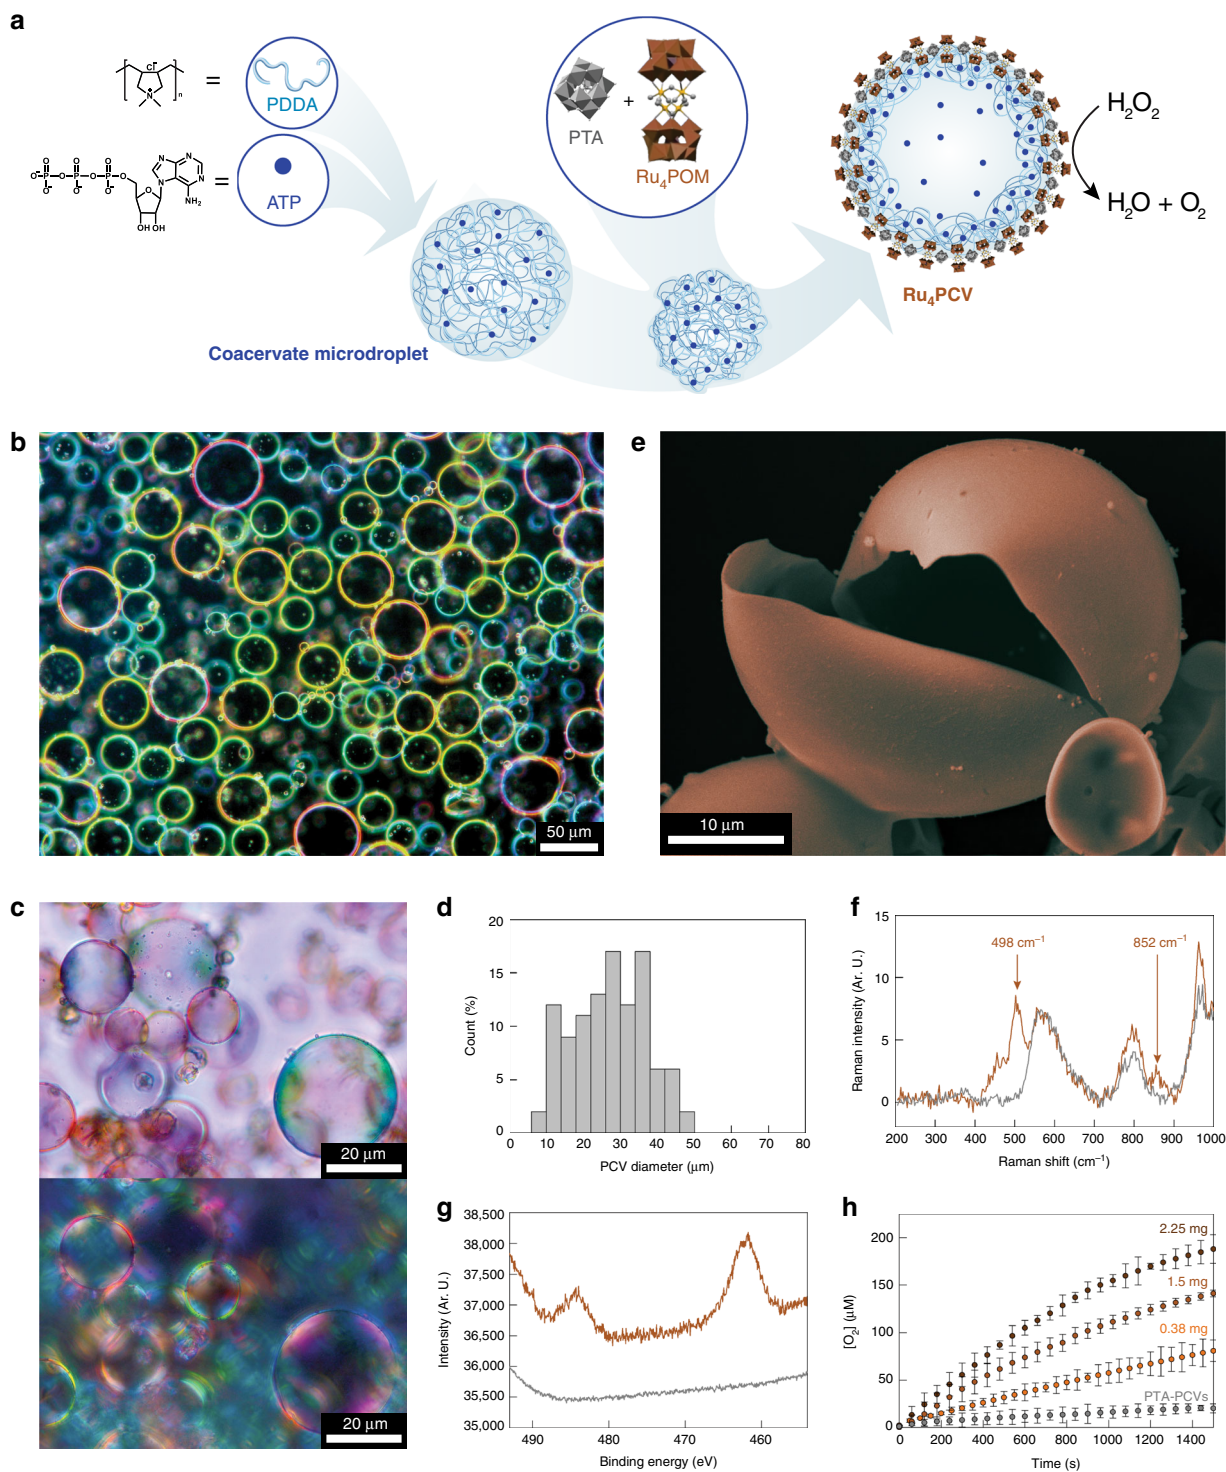 a
Cl⁻
N⁺
n
=
PDDA
O
O
O
O⁻ P O P O P O
O⁻
O⁻
O⁻
N
N
N
N
O
NH₂
OH OH
=
ATP
PTA
+
Ru₄POM
H₂O₂
H₂O + O₂
Ru₄PCV
Coacervate microdroplet
b
50 μm
e
10 μm
c
20 μm
20 μm
d
20
15
10
5
0
Count (%)
0 10 20 30 40 50 60 70 80
PCV diameter (μm)
f
15
10
5
0
Raman intensity (Ar. U.)
498 cm⁻¹
852 cm⁻¹
200 300 400 500 600 700 800 900 1000
Raman shift (cm⁻¹)
g
38,500
38,000
37,500
37,000
36,500
36,000
35,500
35,000
Intensity (Ar. U.)
490 480 470 460
Binding energy (eV)
h
200
150
100
50
0
[O₂] (μM)
2.25 mg
1.5 mg
0.38 mg
PTA-PCVs
0 200 400 600 800 1000 1200 1400
Time (s)